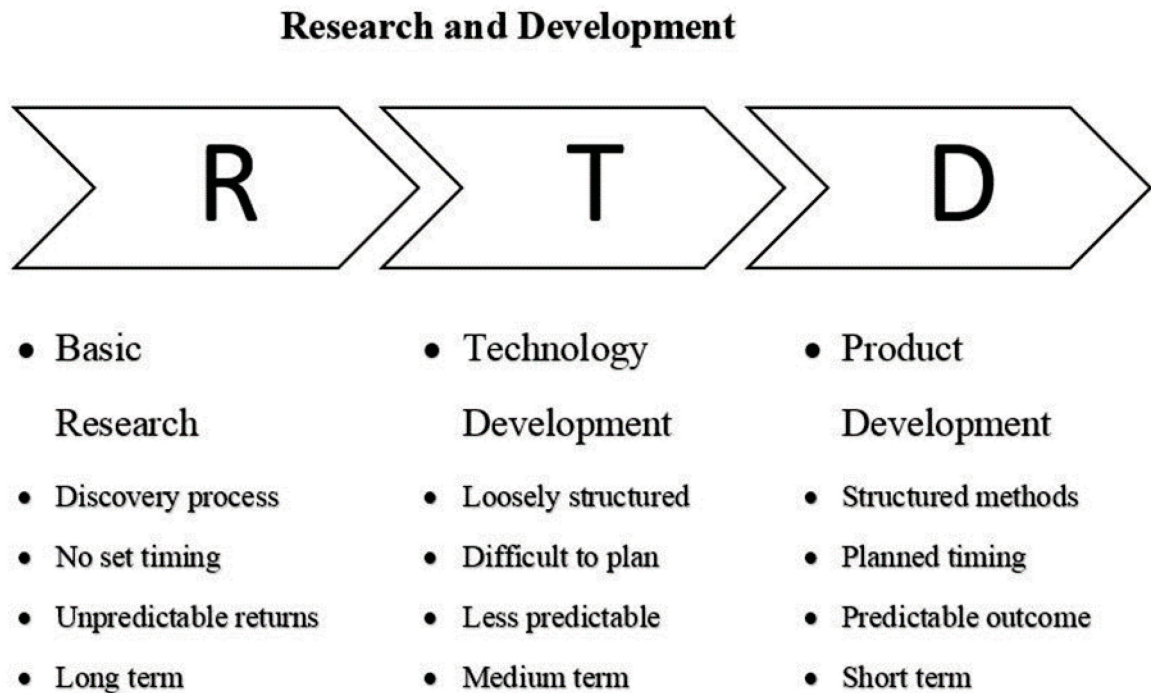 Research and Development
R
T
D
• Basic
Research
• Discovery process
• No set timing
• Unpredictable returns
• Long term
• Technology
Development
• Loosely structured
• Difficult to plan
• Less predictable
• Medium term
• Product
Development
• Structured methods
• Planned timing
• Predictable outcome
• Short term